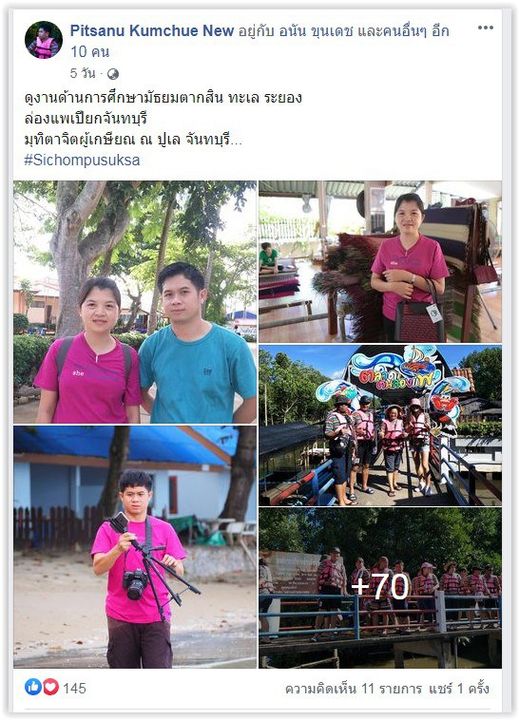 Pitsanu Kumchue New อยู่กับ อนัน ขุนเดช และคนอื่นๆ อีก
10 คน
5 วัน ·
ดูงานด้านการศึกษามัธยมตากสิน ทะเล ระยอง
ล่องแพเปียกจันทบุรี
มุทิตาจิตผู้เกษียณ ณ ปูเล จันทบุรี...
#Sichompusuksa
she
+70
145
ความคิดเห็น 11 รายการ แชร์ 1 ครั้ง